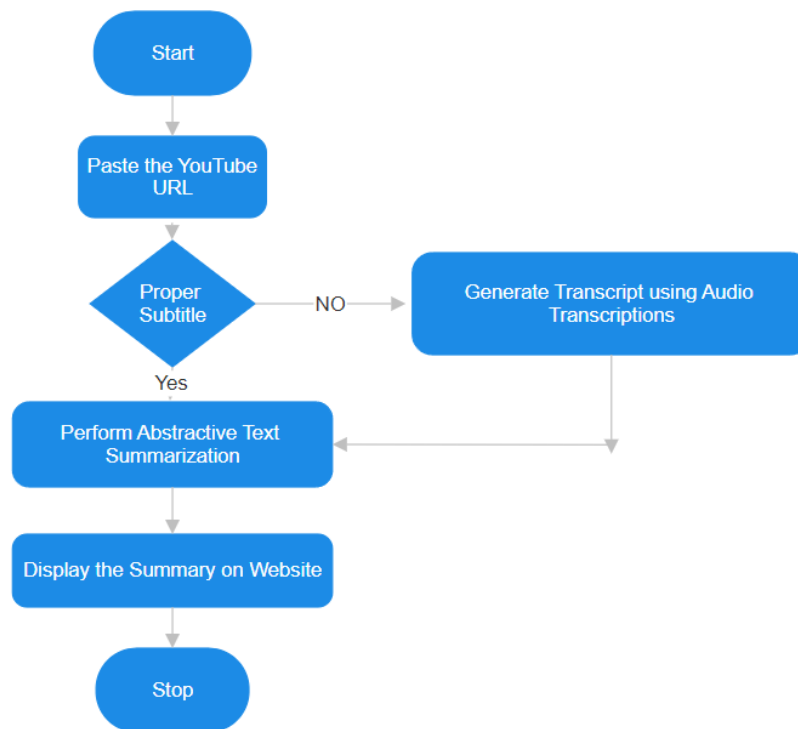 Start
Paste the YouTube
URL
Proper
Subtitle
NO
Generate Transcript using Audio
Transcriptions
Yes
Perform Abstractive Text
Summarization
Display the Summary on Website
Stop